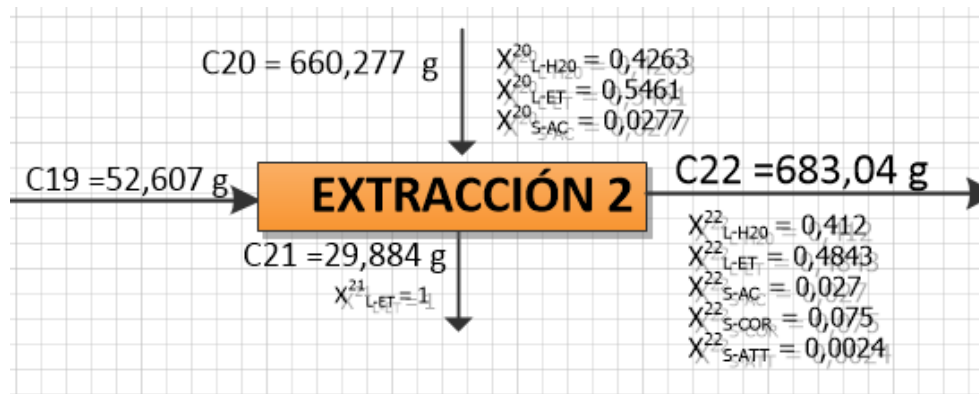 C20 = 660,277 g
X²⁰L-H20 = 0,4263
X²⁰L-ET = 0,5461
X²⁰S-AC = 0,0277
C19 =52,607 g
EXTRACCIÓN 2
C22 =683,04 g
C21 =29,884 g
X²¹L-ET = 1
X²²L-H20 = 0,412
X²²L-ET = 0,4843
X²²S-AC = 0,027
X²²S-COR = 0,075
X²²S-ATT = 0,0024